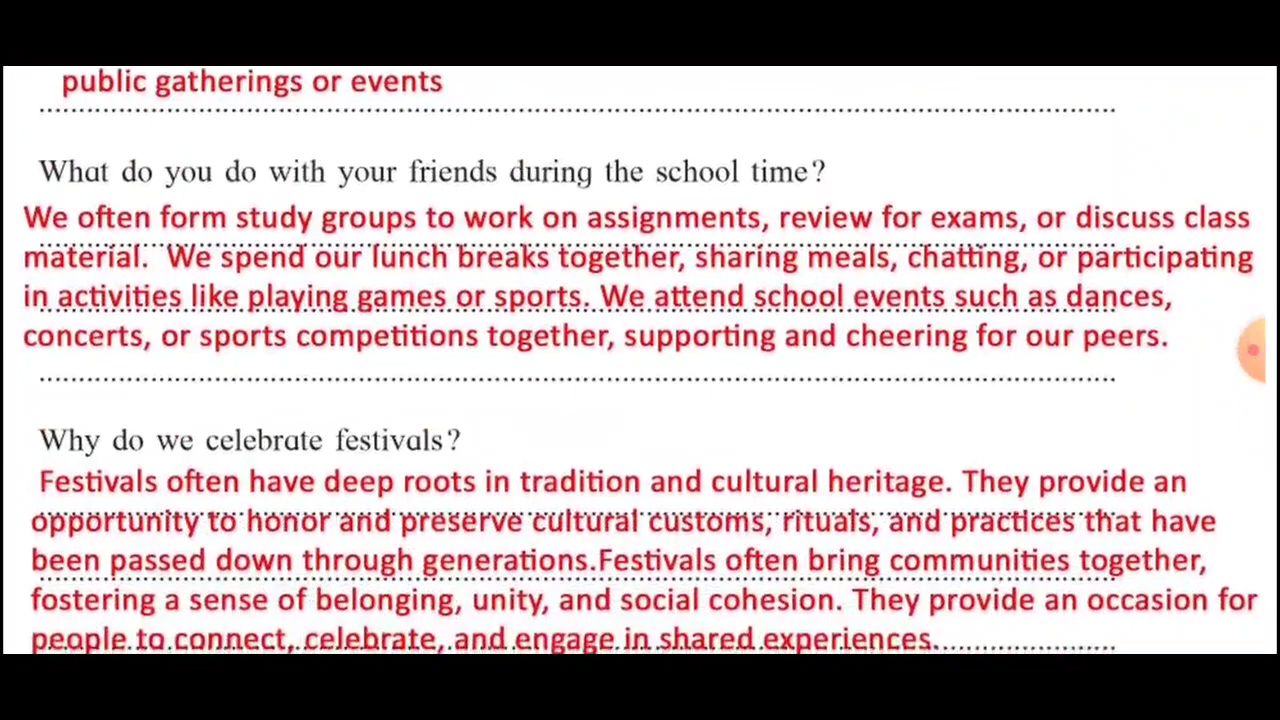 public gatherings or events
What do you do with your friends during the school time?
We often form study groups to work on assignments, review for exams, or discuss class
material.  We spend our lunch breaks together, sharing meals, chatting, or participating
in activities like playing games or sports. We attend school events such as dances,
concerts, or sports competitions together, supporting and cheering for our peers.
Why do we celebrate festivals?
Festivals often have deep roots in tradition and cultural heritage. They provide an
opportunity to honor and preserve cultural customs, rituals, and practices that have
been passed down through generations.Festivals often bring communities together,
fostering a sense of belonging, unity, and social cohesion. They provide an occasion for
people to connect, celebrate, and engage in shared experiences.